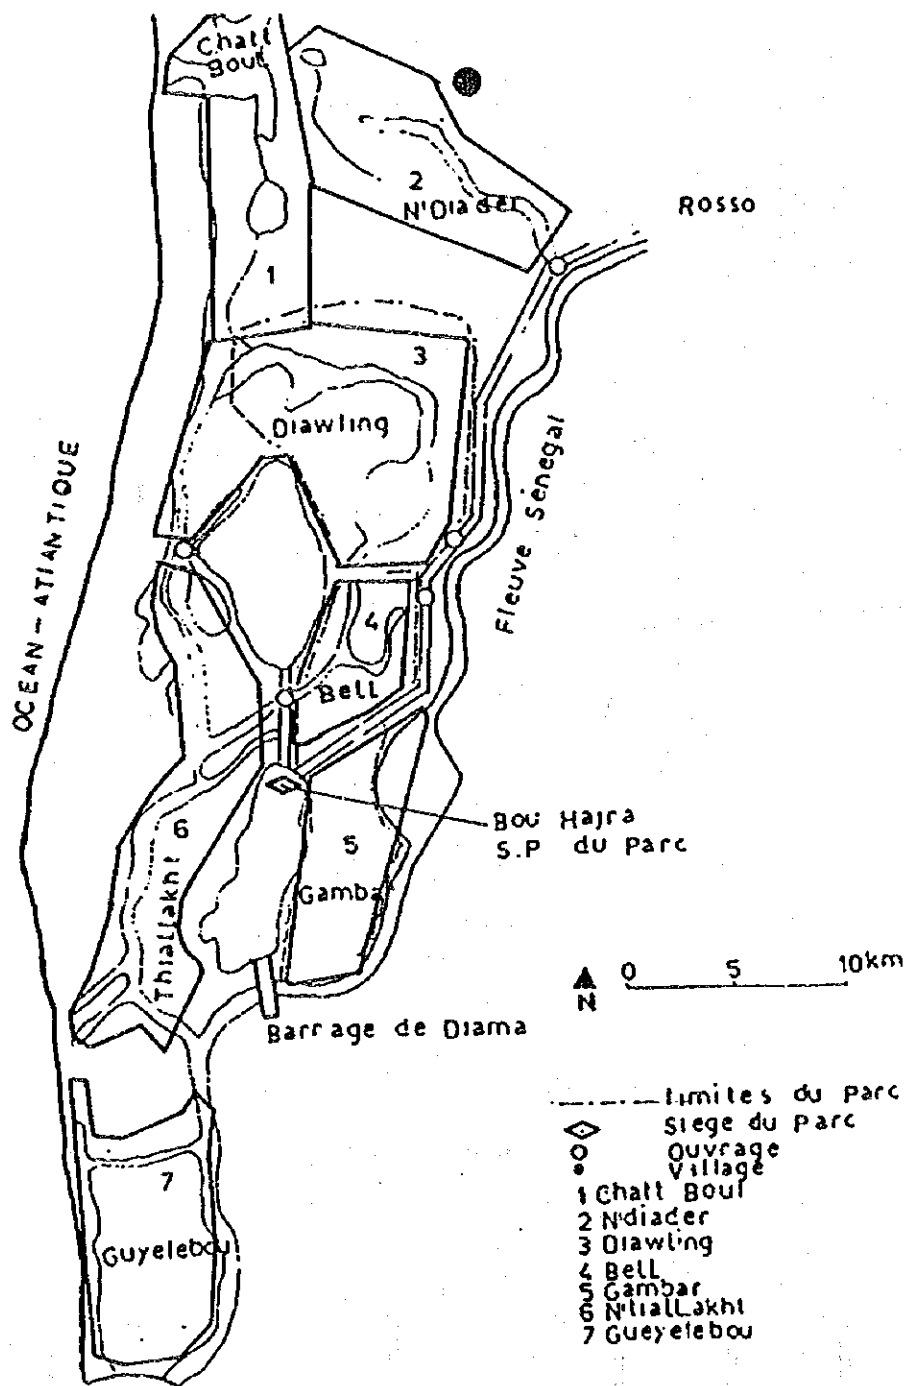 Chatt
Boul
2
N'Diader
ROSSO
1
3
Diawling
OCEAN-ATLANTIQUE
Fleuve Sénégal
4
Bell
Bou Hajra
S.P du Parc
6
Thiallakht
5
Gambar
0 5 10km
N
Barrage de Diama
7
Guyelebou
limites du Parc
Siege du Parc
Ouvrage
Village
1 Chatt Boul
2 N'diader
3 Diawling
4 Bell
5 Gambar
6 N'tialLakht
7 Gueyelebou